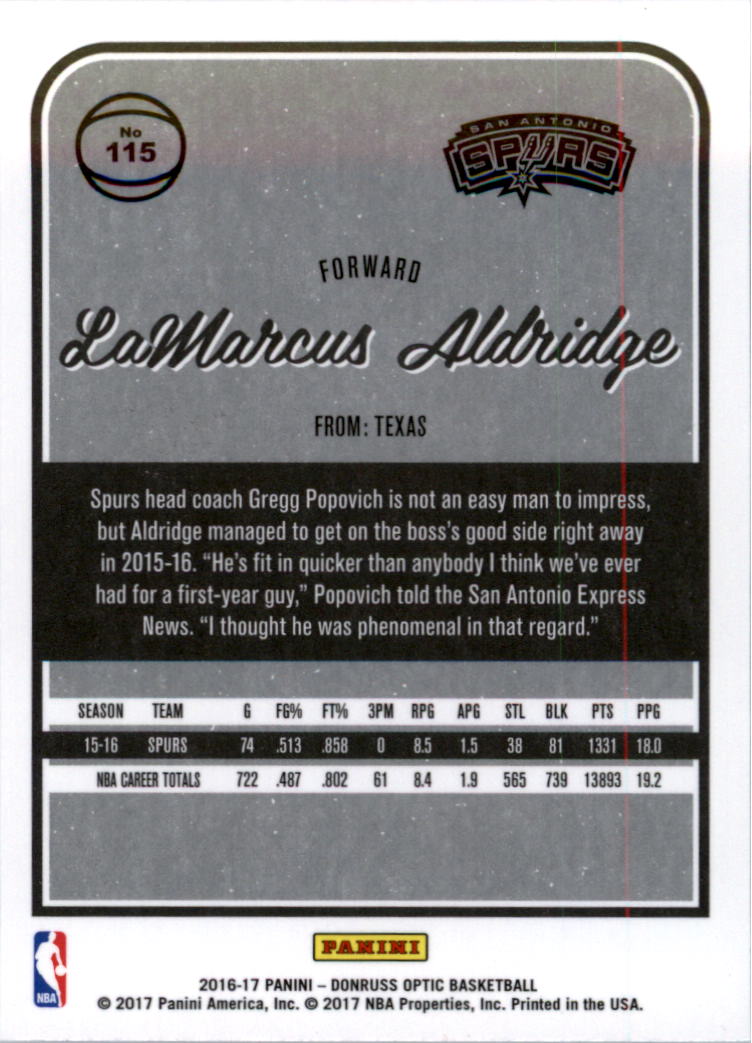 No
115
SAN ANTONIO
SPURS
FORWARD
LaMarcus Aldridge
FROM: TEXAS
Spurs head coach Gregg Popovich is not an easy man to impress,
but Aldridge managed to get on the boss's good side right away
in 2015-16. “He's fit in quicker than anybody I think we've ever
had for a first-year guy,” Popovich told the San Antonio Express
News. “I thought he was phenomenal in that regard.”
SEASON TEAM G FG% FT% 3PM RPG APG STL BLK PTS PPG
15-16 SPURS 74 .513 .858 0 8.5 1.5 38 81 1331 18.0
NBA CAREER TOTALS 722 .487 .802 61 8.4 1.9 565 739 13893 19.2
PANINI
NBA
2016-17 PANINI – DONRUSS OPTIC BASKETBALL
© 2017 Panini America, Inc. © 2017 NBA Properties, Inc. Printed in the USA.